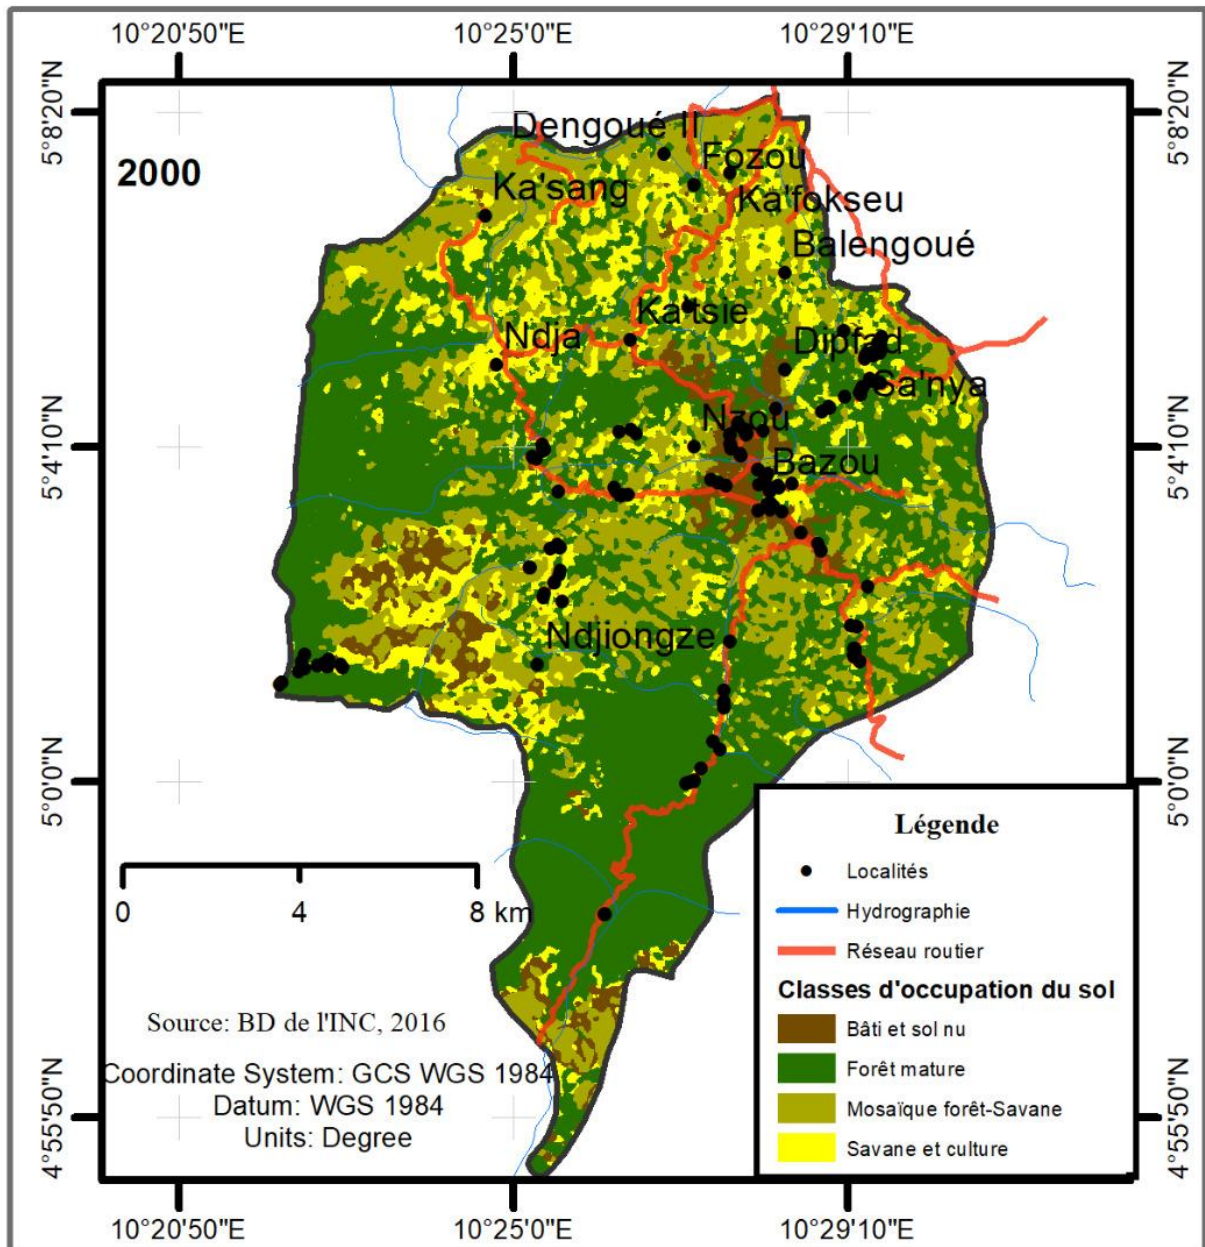 10°20'50"E 10°25'0"E 10°29'10"E
5°8'20"N 5°8'20"N
2000
Dengoué II
Fozou
Ka'sang
Ka'fokseu
Balengoué
Ka'tsie
Ndja
Dipfad
Sa'nya
Nzou
5°4'10"N 5°4'10"N
Bazou
Ndjiongze
5°0'0"N 5°0'0"N
0 4 8 km
Légende
Localités
Hydrographie
Réseau routier
Classes d'occupation du sol
Bâti et sol nu
Forêt mature
Mosaïque forêt-Savane
Savane et culture
Source: BD de l'INC, 2016
Coordinate System: GCS WGS 1984
Datum: WGS 1984
Units: Degree
4°55'50"N 4°55'50"N
10°20'50"E 10°25'0"E 10°29'10"E